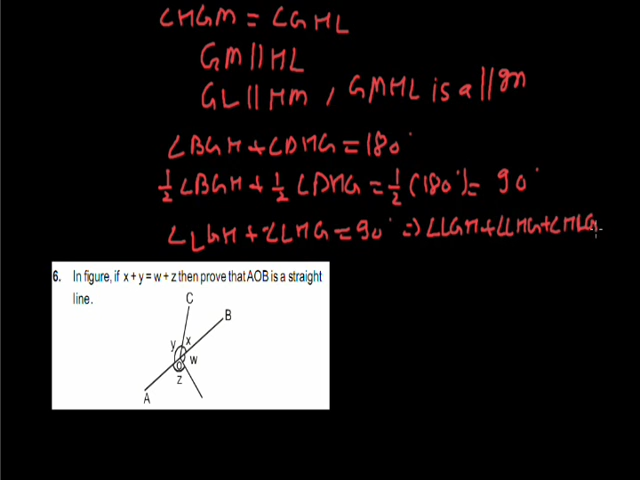 ∠HGM = ∠GHL
GM||HL
GL||HM , GMHL is a ||gm
∠BGH + ∠DHG = 180°
1/2 ∠BGH + 1/2 ∠DHG = 1/2 (180°) = 90°
∠LGH + ∠LHG = 90° ⇒ ∠LGH + ∠LHG + ∠HLG
6. In figure, if x + y = w + z then prove that AOB is a straight
line.
C
B
y x
w
O
z
A